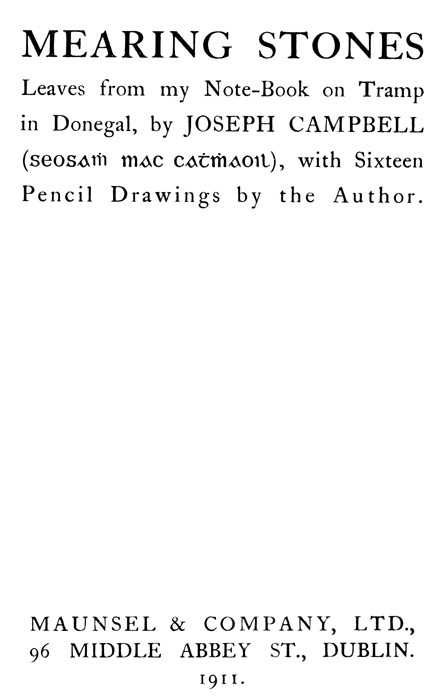 MEARING STONES
Leaves from my Note-Book on Tramp
in Donegal, by JOSEPH CAMPBELL
(seosaṁ mac catṁaoil), with Sixteen
Pencil Drawings by the Author.
MAUNSEL & COMPANY, LTD.,
96 MIDDLE ABBEY ST., DUBLIN.
1911.